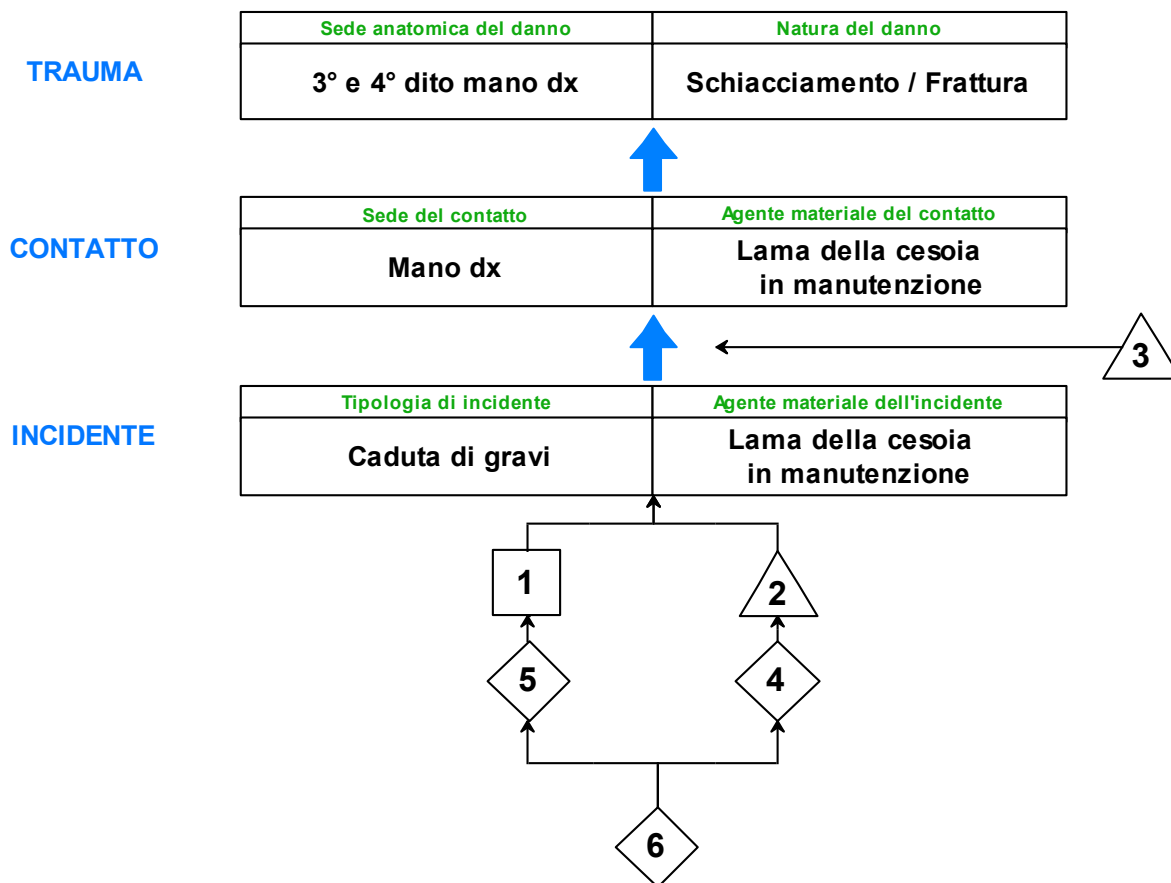 Sede anatomica del danno
Natura del danno
TRAUMA
3° e 4° dito mano dx
Schiacciamento / Frattura
Sede del contatto
Agente materiale del contatto
CONTATTO
Mano dx
Lama della cesoia
in manutenzione
3
Tipologia di incidente
Agente materiale dell'incidente
INCIDENTE
Caduta di gravi
Lama della cesoia
in manutenzione
1
2
5
4
6